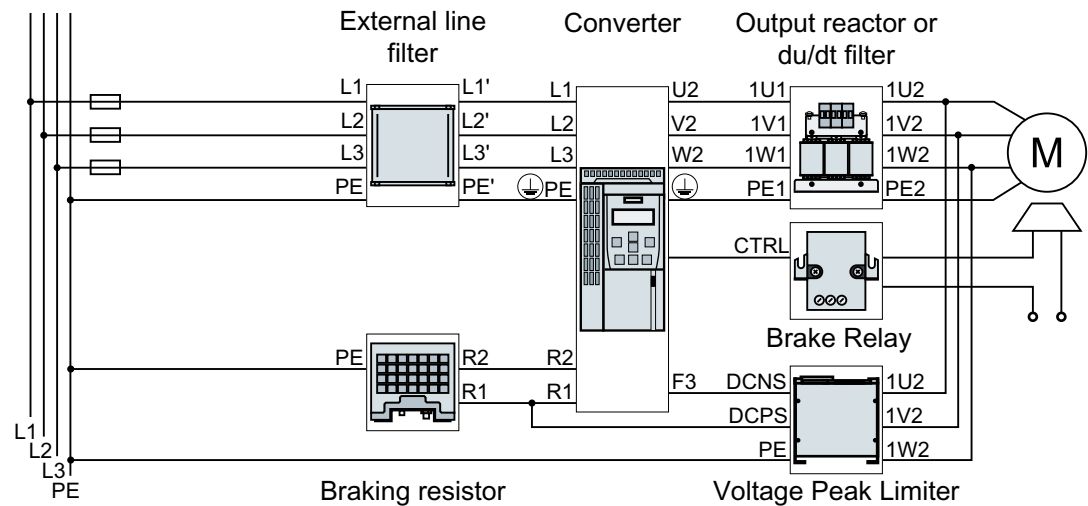 External line
filter
Converter
Output reactor or
du/dt filter
L1 L1' L1 U2 1U1 1U2
L2 L2' L2 V2 1V1 1V2
L3 L3' L3 W2 1W1 1W2
PE PE' PE PE1 PE2
M
CTRL
Brake Relay
PE R2 R2
R1 R1
F3 DCNS 1U2
DCPS 1V2
PE 1W2
L1
L2
L3
PE
Braking resistor
Voltage Peak Limiter